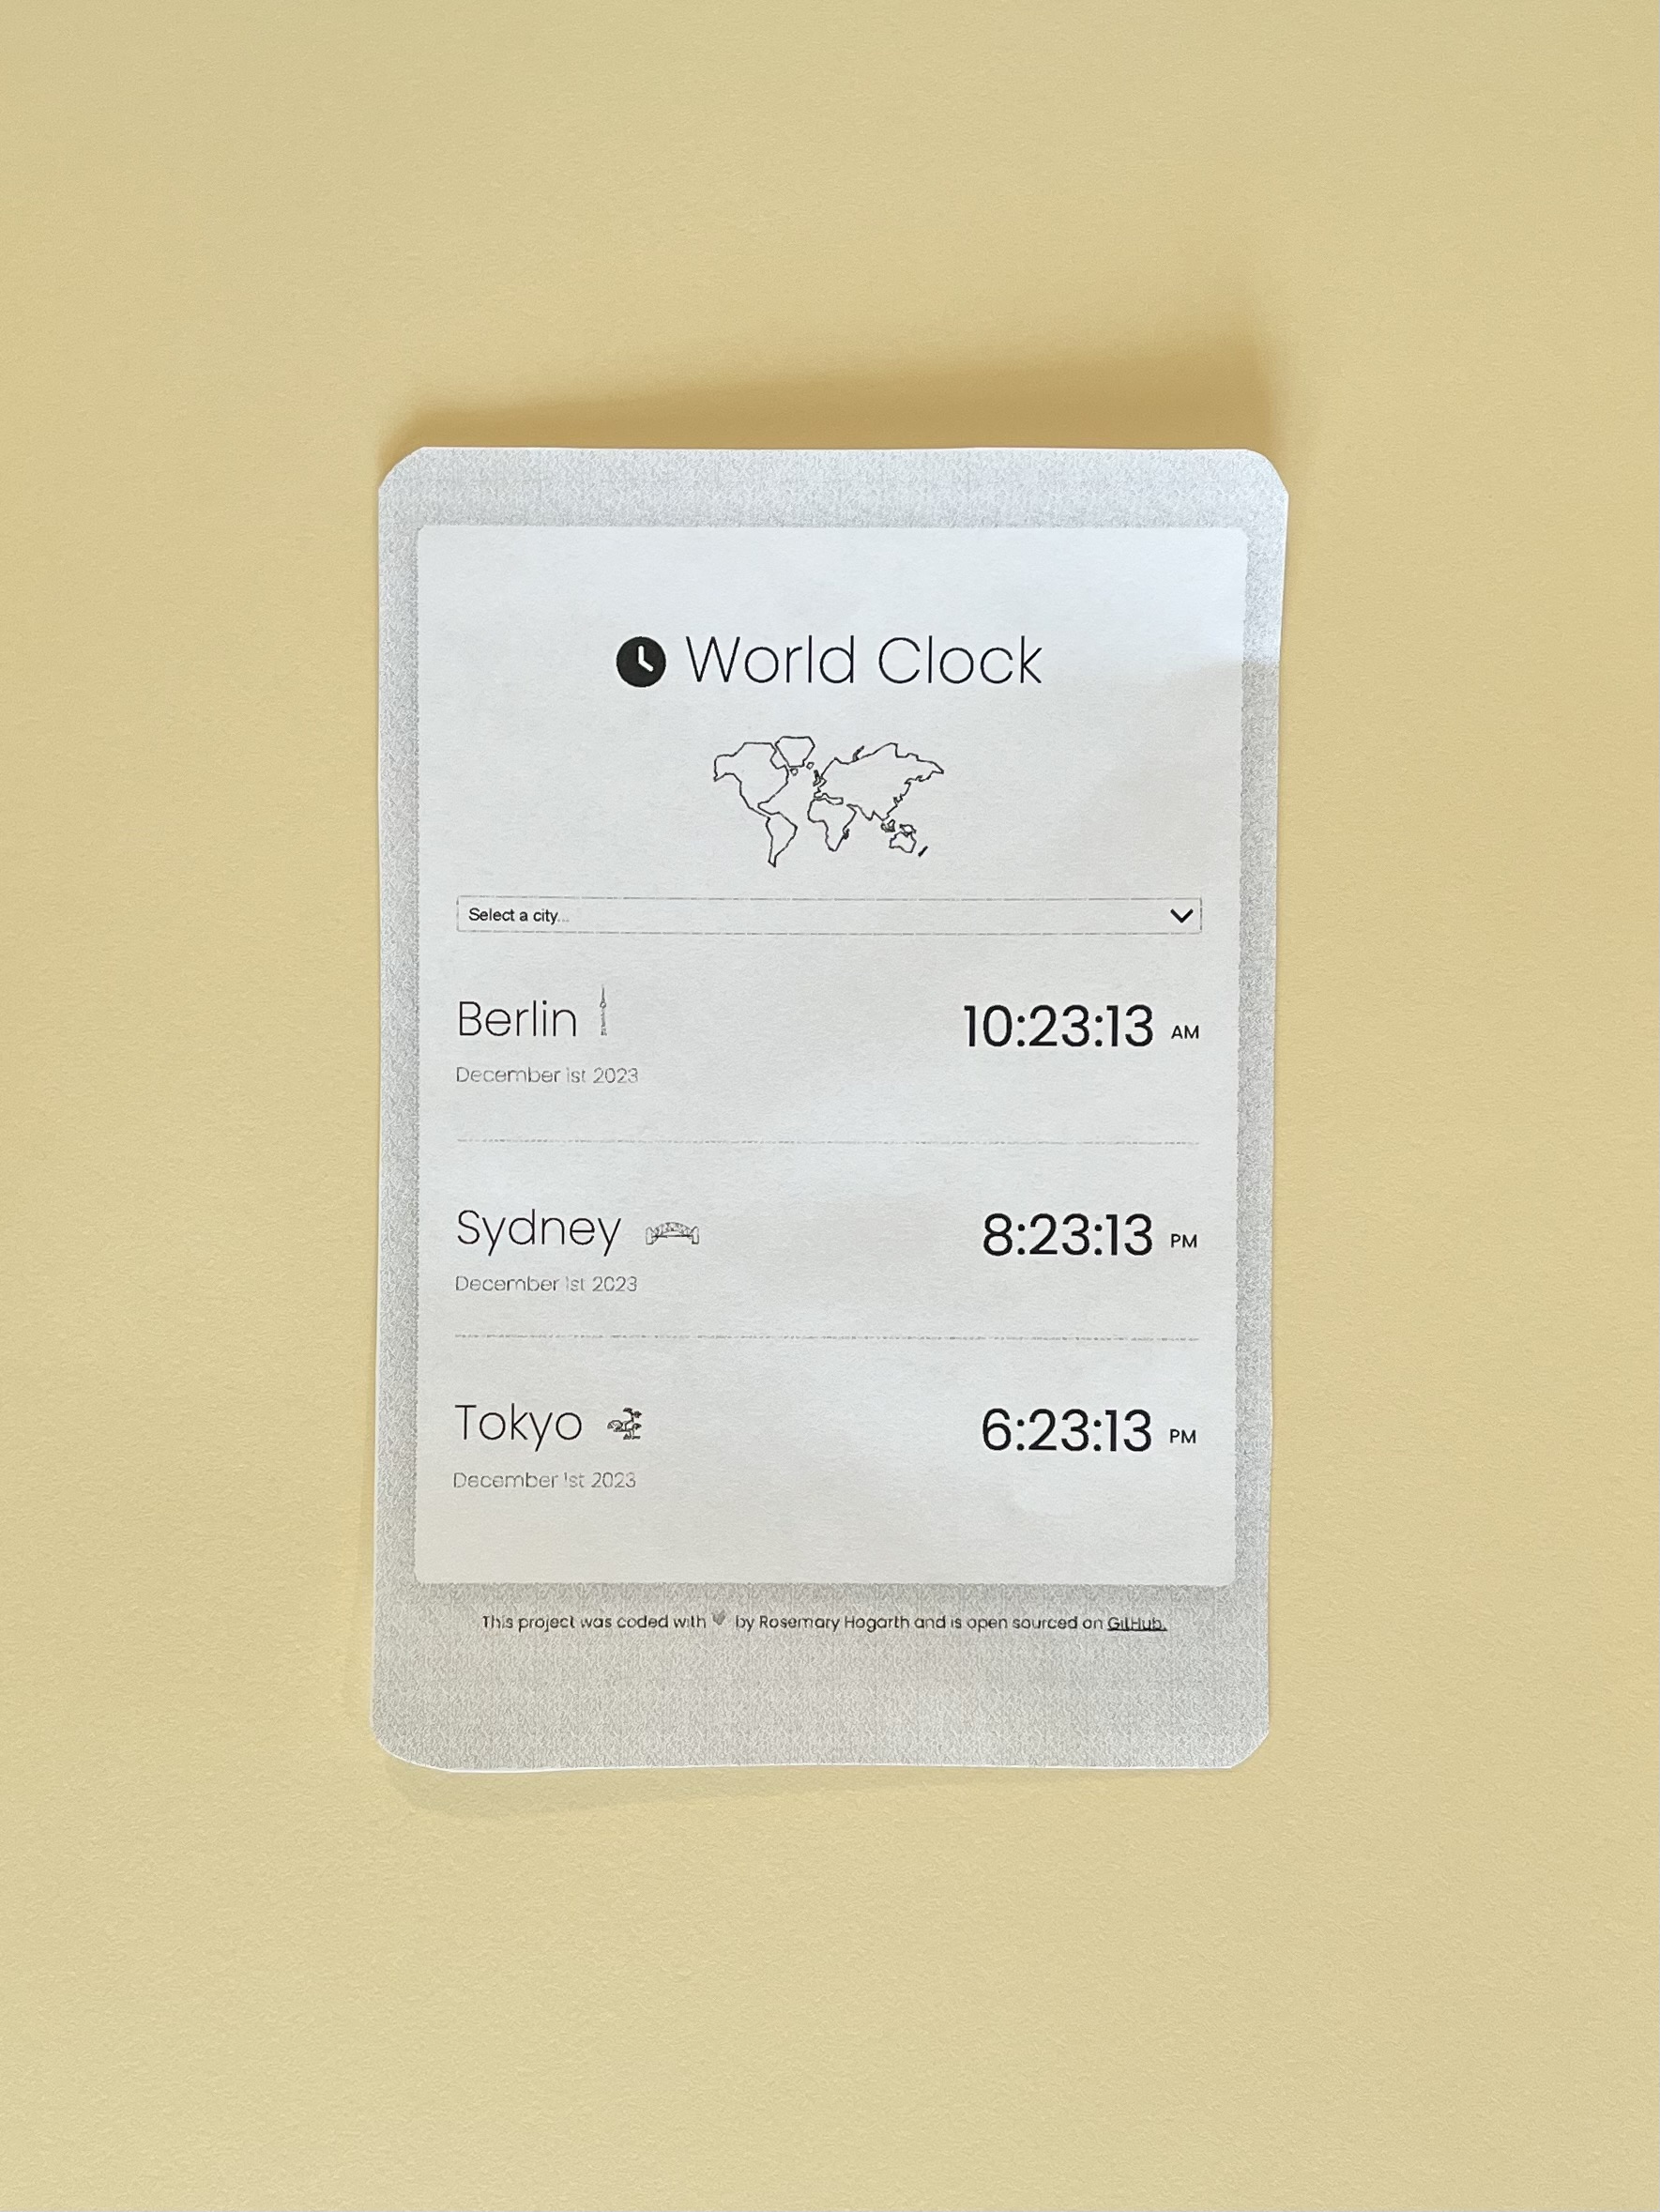 World Clock
Select a city...
Berlin
10:23:13 AM
December 1st 2023
Sydney
8:23:13 PM
December 1st 2023
Tokyo
6:23:13 PM
December 1st 2023
This project was coded with by Rosemary Hogarth and is open sourced on GitHub.